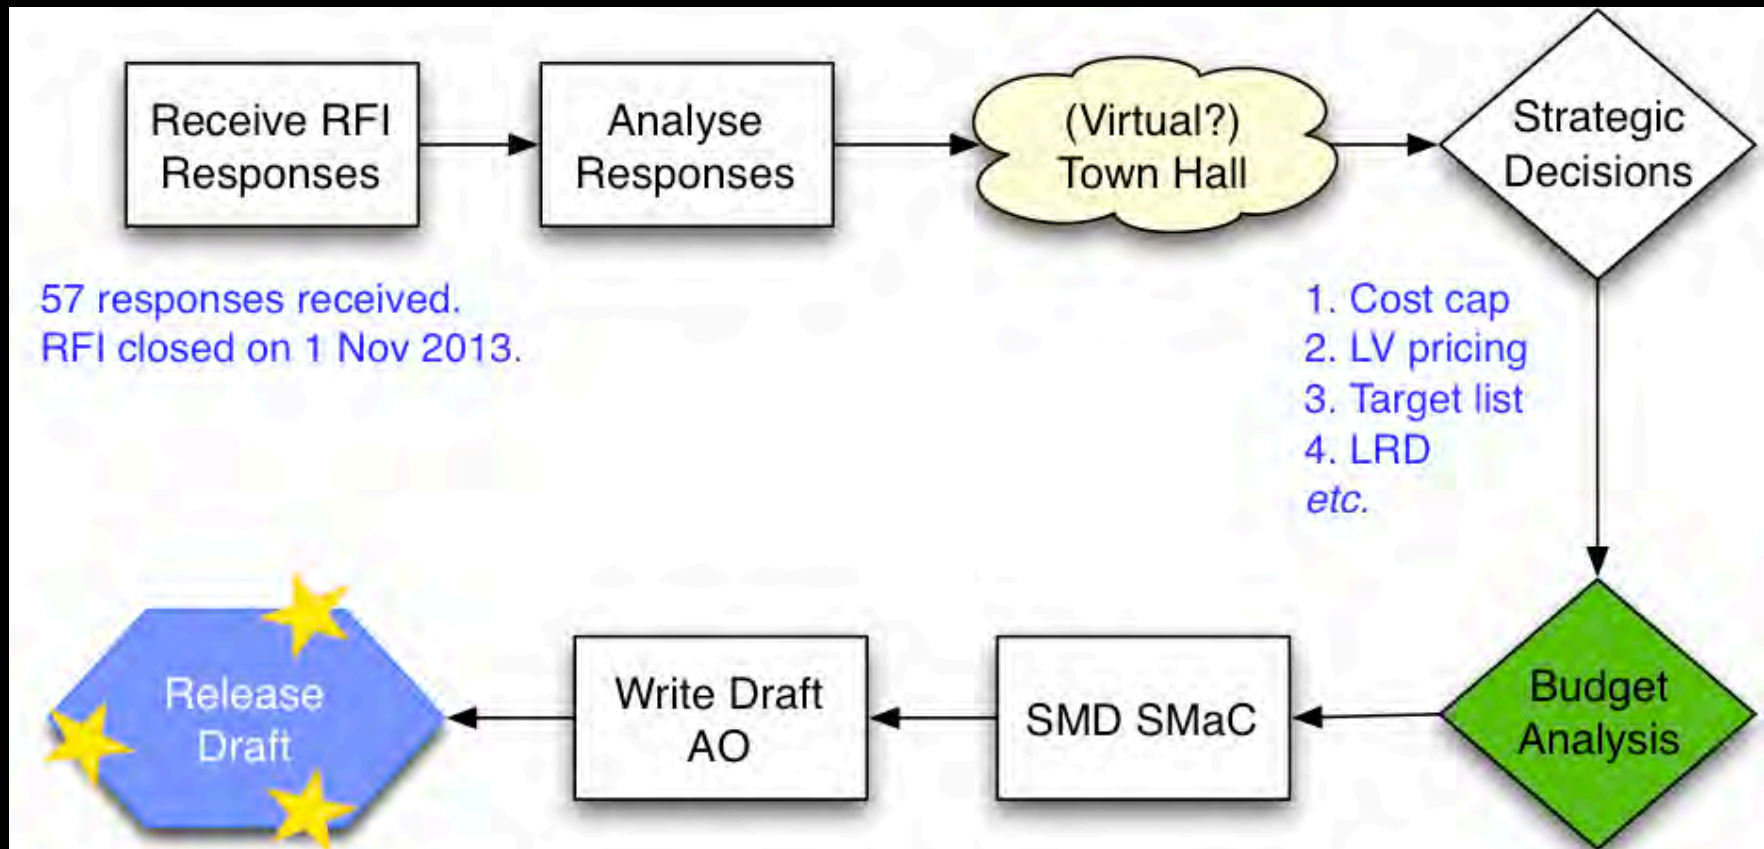 Receive RFI
Responses
Analyse
Responses
(Virtual?)
Town Hall
Strategic
Decisions
57 responses received.
RFI closed on 1 Nov 2013.
1. Cost cap
2. LV pricing
3. Target list
4. LRD
etc.
Budget
Analysis
SMD SMaC
Write Draft
AO
Release
Draft